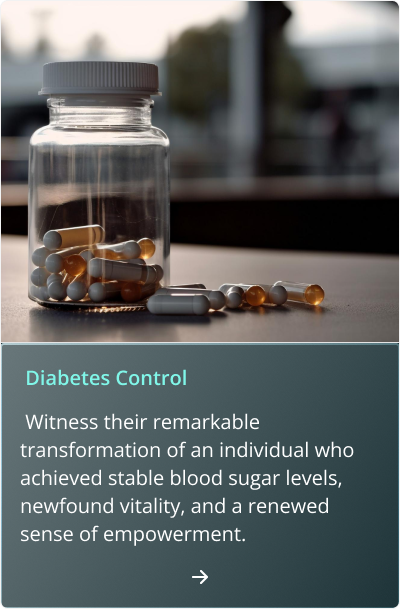 Diabetes Control
Witness their remarkable
transformation of an individual who
achieved stable blood sugar levels,
newfound vitality, and a renewed
sense of empowerment.